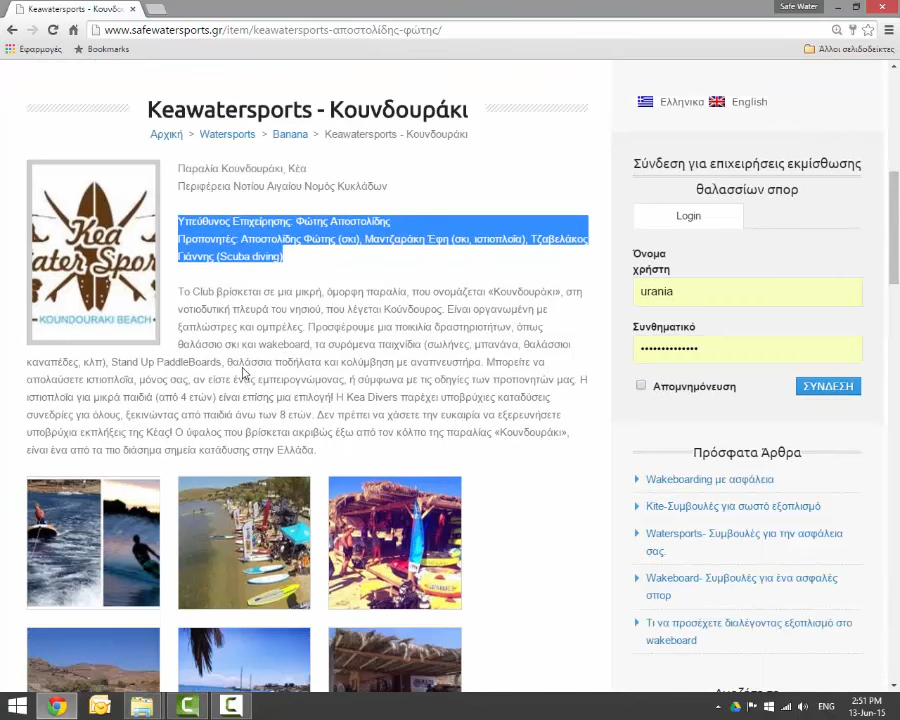 Keawatersports - Κουνδου
Safe Water
www.safewatersports.gr/item/keawatersports-αποστολίδης-φώτης/
Εφαρμογές
Bookmarks
Άλλοι σελιδοδείκτες
Keawatersports - Κουνδουράκι
Αρχική > Watersports > Banana > Keawatersports - Κουνδουράκι
Kea
ater Spor
KOUNDOURAKI BEACH
Παραλία Κουνδουράκι, Κέα
Περιφέρεια Νοτίου Αιγαίου Νομός Κυκλάδων
Υπεύθυνος Επιχείρησης: Φώτης Αποστολίδης
Προπονητές: Αποστολίδης Φώτης (σκι), Μανтζαράκη Έφη (σκι, ιστιοπλοΐα), Τζαβελάκος
Γιάννης (Scuba diving)
Το Club βρίσκεται σε μια μικρή, όμορφη παραλία, που ονομάζεται «Κουνδουράκι», στη
νοτιοδυτική πλευρά του νησιού, που λέγεται Κούνδουρος. Είναι οργανωμένη με
ξαπλώστρες και ομπρέλες. Προσφέρουμε μια ποικιλία δραστηριοτήτων, όπως
θαλάσσιο σκι και wakeboard, τα συρόμενα παιχνίδια (σωλήνες, μπανάνα, θαλάσσιοι
καναπέδες, κλπ), Stand Up PaddleBoards, θαλάσσια ποδήλατα και κολύμβηση με αναπνευστήρα. Μπορείτε να
απολαύσετε ιστιοπλοΐα, μόνος σας, αν είστε ένας εμπειρογνώμονας, ή σύμφωνα με τις οδηγίες των προπονητών μας. Η
ιστιοπλοΐα για μικρά παιδιά (από 4 ετών) είναι επίσης μια επιλογή! Η Kea Divers παρέχει υποβρύχιες καταδύσεις
συνεδρίες για όλους, ξεκινώντας από παιδιά άνω των 8 ετών. Δεν πρέπει να χάσετε την ευκαιρία να εξερευνήσετε
υποβρύχια εκπλήξεις της Κέας! Ο ύφαλος που βρίσκεται ακριβώς έξω από τον κόλπο της παραλίας «Κουνδουράκι»,
είναι ένα από τα πιο διάσημα σημεία κατάδυσης στην Ελλάδα.
Ελληνικα
English
Σύνδεση για επιχειρήσεις εκμίσθωσης
θαλασσίων σπορ
Login
Όνομα
χρήστη
urania
Συνθηματικό
••••••••••••••
Απομνημόνευση
ΣΥΝΔΕΣΗ
Πρόσφατα Άρθρα
Wakeboarding με ασφάλεια
Kite-Συμβουλές για σωστό εξοπλισμό
Watersports- Συμβουλές για την ασφάλεια
σας.
Wakeboard- Συμβουλές για ένα ασφαλές
σπορ
Τι να προσέχετε διαλέγοντας εξοπλισμό στο
wakeboard
ENG
2:51 PM
13-Jun-15